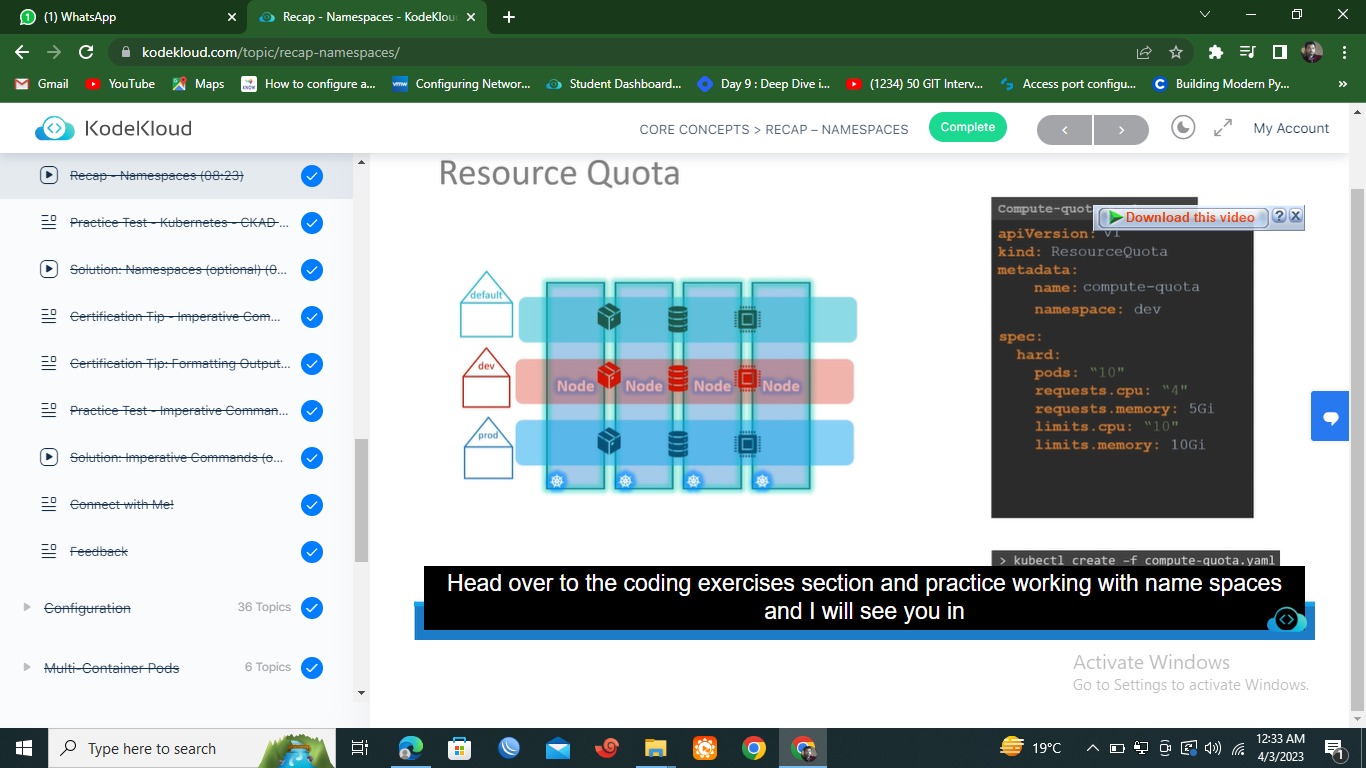 (1) WhatsApp
Recap - Namespaces - KodeKlou
kodekloud.com/topic/recap-namespaces/
Gmail
YouTube
Maps
How to configure a...
Configuring Networ...
Student Dashboard...
Day 9 : Deep Dive i...
(1234) 50 GIT Interv...
Access port configu...
Building Modern Py...
»
KodeKloud
CORE CONCEPTS > RECAP – NAMESPACES
Complete
My Account
Recap - Namespaces (08:23)
Practice Test - Kubernetes - CKAD ...
Solution: Namespaces (optional) (0...
Certification Tip - Imperative Com...
Certification Tip: Formatting Output...
Practice Test - Imperative Comman...
Solution: Imperative Commands (o...
Connect with Me!
Feedback
Configuration 36 Topics
Multi-Container Pods 6 Topics
Resource Quota
default
dev
prod
Node Node Node Node
Compute-quot
Download this video
apiVersion: v1
kind: ResourceQuota
metadata:
name: compute-quota
namespace: dev
spec:
hard:
pods: “10"
requests.cpu: “4"
requests.memory: 5Gi
limits.cpu: “10"
limits.memory: 10Gi
> kubectl create –f compute-quota.yaml
Head over to the coding exercises section and practice working with name spaces
and I will see you in
Activate Windows
Go to Settings to activate Windows.
Type here to search
19°C
12:33 AM
4/3/2023
1